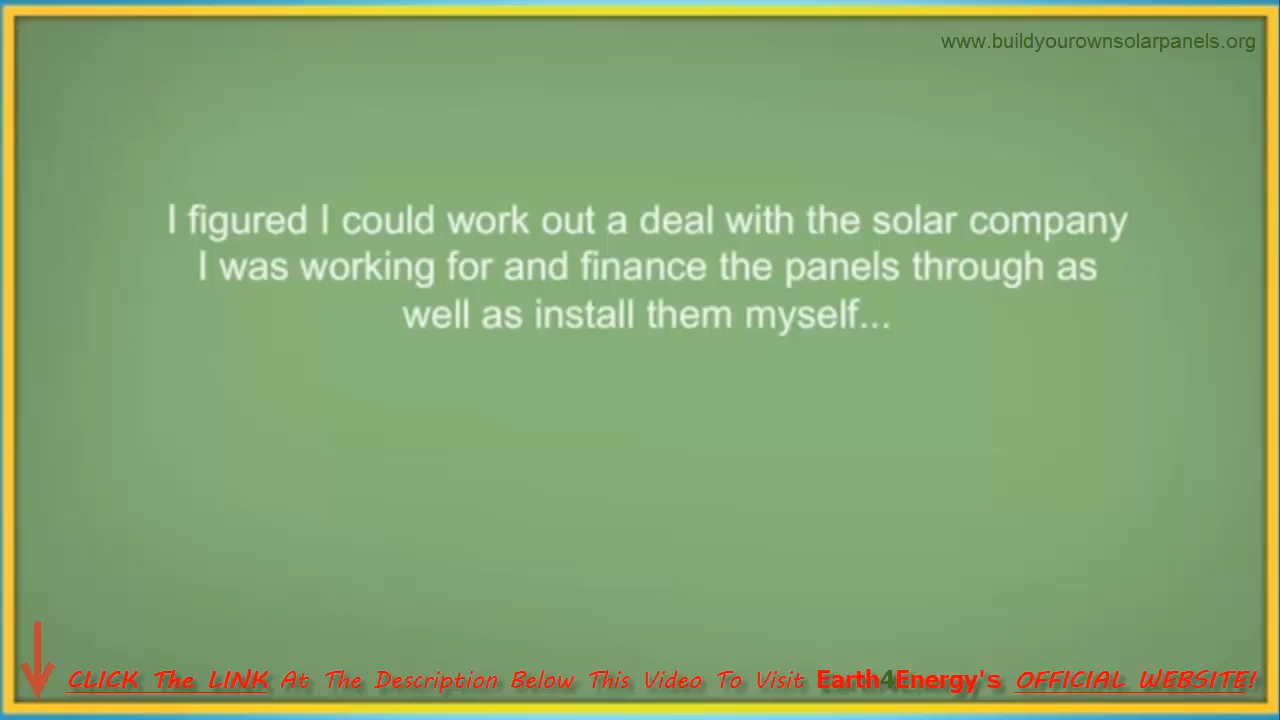 www.buildyourownsolarpanels.org
I figured I could work out a deal with the solar company
I was working for and finance the panels through as
well as install them myself...
CLICK The LINK At The Description Below This Video To Visit Earth4Energy's OFFICIAL WEBSITE!